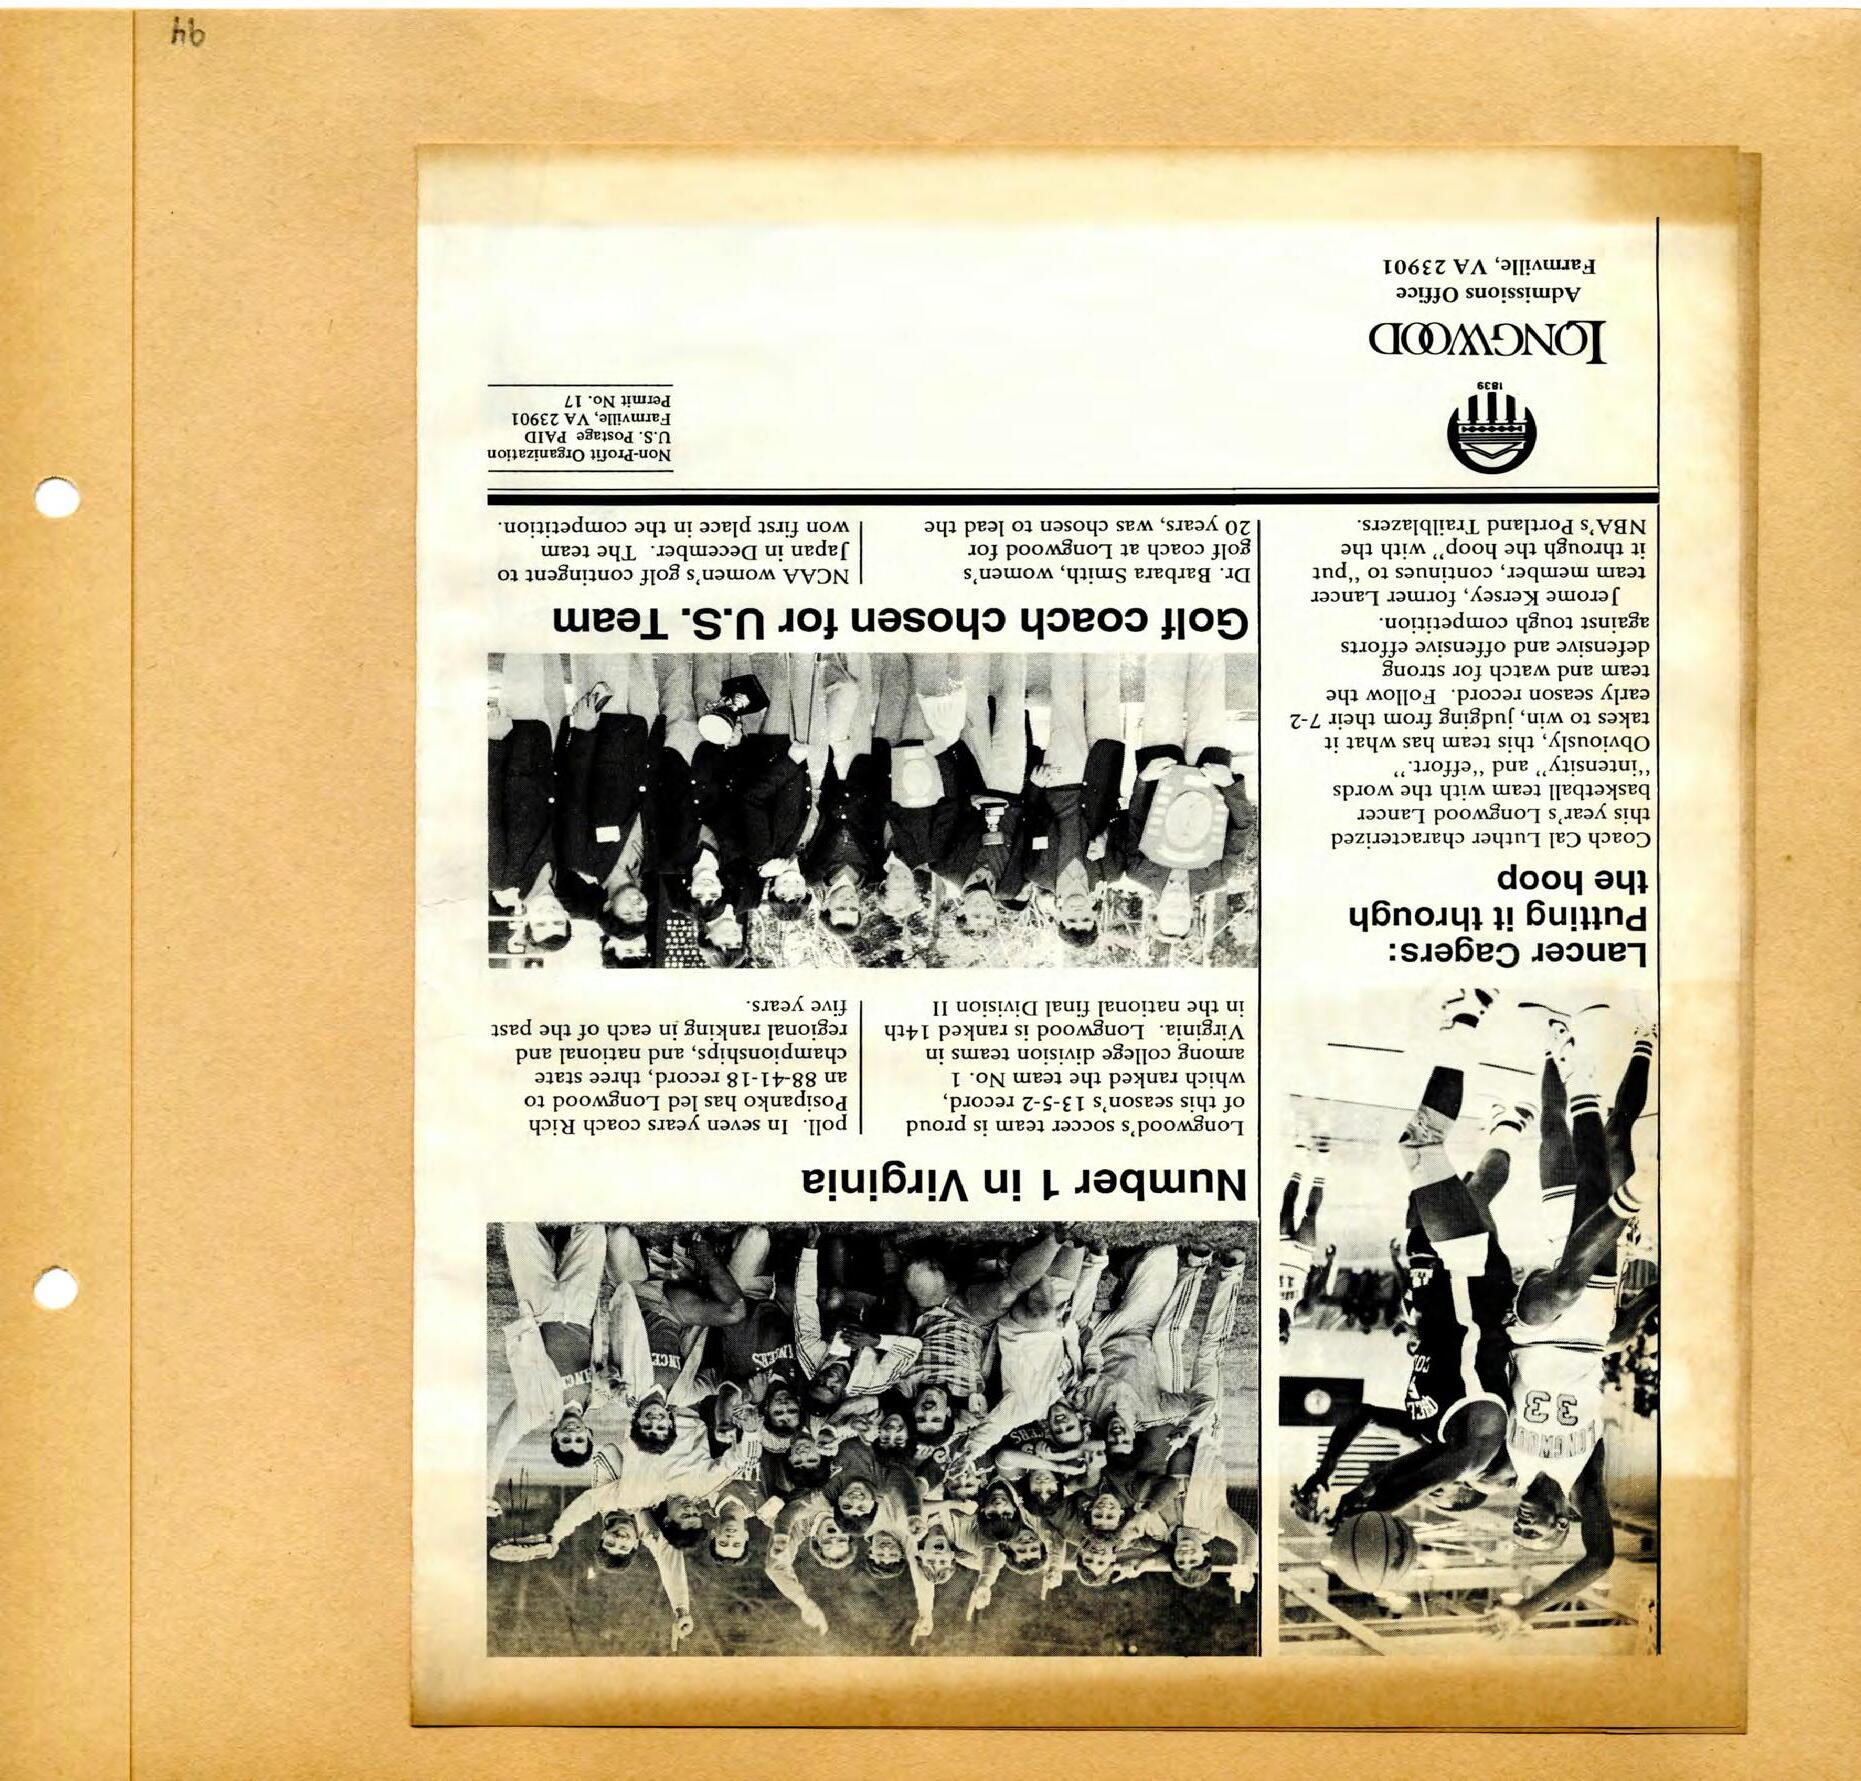 94
33
Lancer Cagers:
Putting it through
the hoop
Coach Cal Luther characterized
this year's Longwood Lancer
basketball team with the words
"intensity" and "effort."
Obviously, this team has what it
takes to win, judging from their 7-2
early season record. Follow the
team and watch for strong
defensive and offensive efforts
against tough competition.
Jerome Kersey, former Lancer
team member, continues to "put
it through the hoop" with the
NBA's Portland Trailblazers.
Number 1 in Virginia
Longwood's soccer team is proud
of this season's 13-5-2 record,
which ranked the team No. 1
among college division teams in
Virginia. Longwood is ranked 14th
in the national final Division II
poll. In seven years coach Rich
Posipanko has led Longwood to
an 88-41-18 record, three state
championships, and national and
regional ranking in each of the past
five years.
Golf coach chosen for U.S. Team
Dr. Barbara Smith, women's
golf coach at Longwood for
20 years, was chosen to lead the
NCAA women's golf contingent to
Japan in December. The team
won first place in the competition.
1839
LONGWOOD
Admissions Office
Farmville, VA 23901
Non-Profit Organization
U.S. Postage PAID
Farmville, VA 23901
Permit No. 17